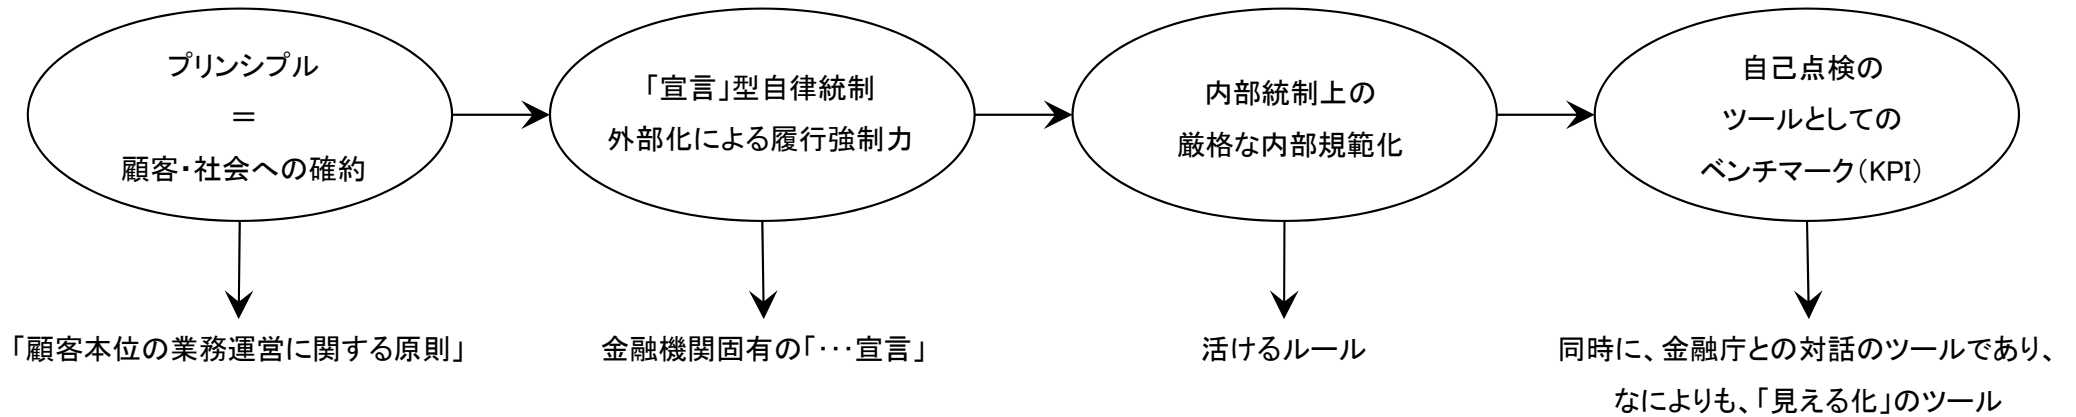 プリンシプル
＝
顧客・社会への確約
「宣言」型自律統制
外部化による履行強制力
内部統制上の
厳格な内部規範化
自己点検の
ツールとしての
ベンチマーク（KPI）
「顧客本位の業務運営に関する原則」
金融機関固有の「･･･宣言」
活けるルール
同時に、金融庁との対話のツールであり、
なによりも、「見える化」のツール